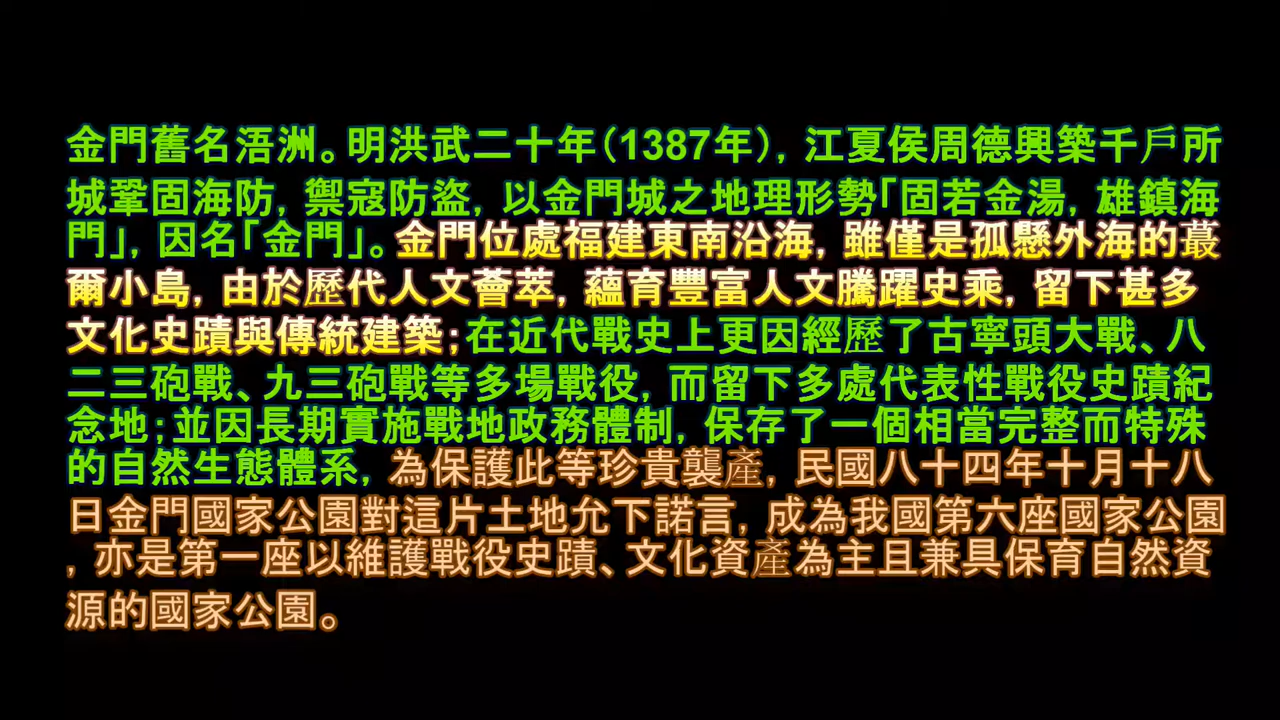 金門舊名浯洲。明洪武二十年(1387年)，江夏侯周德興築千戶所
城鞏固海防，禦寇防盜，以金門城之地理形勢「固若金湯，雄鎮海
門」，因名「金門」。金門位處福建東南沿海，雖僅是孤懸外海的蕞
爾小島，由於歷代人文薈萃，蘊育豐富人文騰躍史乘，留下甚多
文化史蹟與傳統建築；在近代戰史上更因經歷了古寧頭大戰、八
二三砲戰、九三砲戰等多場戰役，而留下多處代表性戰役史蹟紀
念地；並因長期實施戰地政務體制，保存了一個相當完整而特殊
的自然生態體系，為保護此等珍貴襲產，民國八十四年十月十八
日金門國家公園對這片土地允下諾言，成為我國第六座國家公園
，亦是第一座以維護戰役史蹟、文化資產為主且兼具保育自然資
源的國家公園。